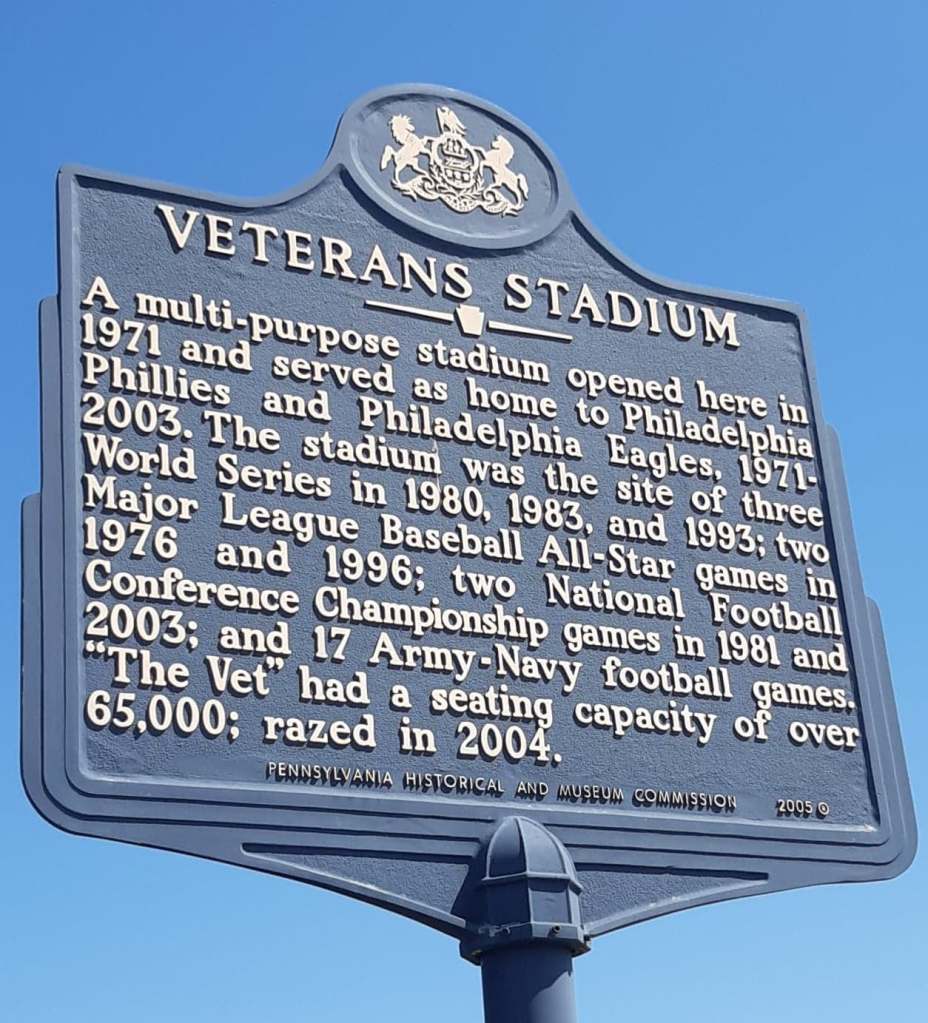 VETERANS STADIUM
A multi-purpose stadium opened here in
1971 and served as home to Philadelphia
Phillies and Philadelphia Eagles, 1971-
2003. The stadium was the site of three
World Series in 1980, 1983, and 1993; two
Major League Baseball All-Star games in
1976 and 1996; two National Football
Conference Championship games in 1981 and
2003; and 17 Army-Navy football games.
“The Vet” had a seating capacity of over
65,000; razed in 2004.
PENNSYLVANIA HISTORICAL AND MUSEUM COMMISSION 2005 ©